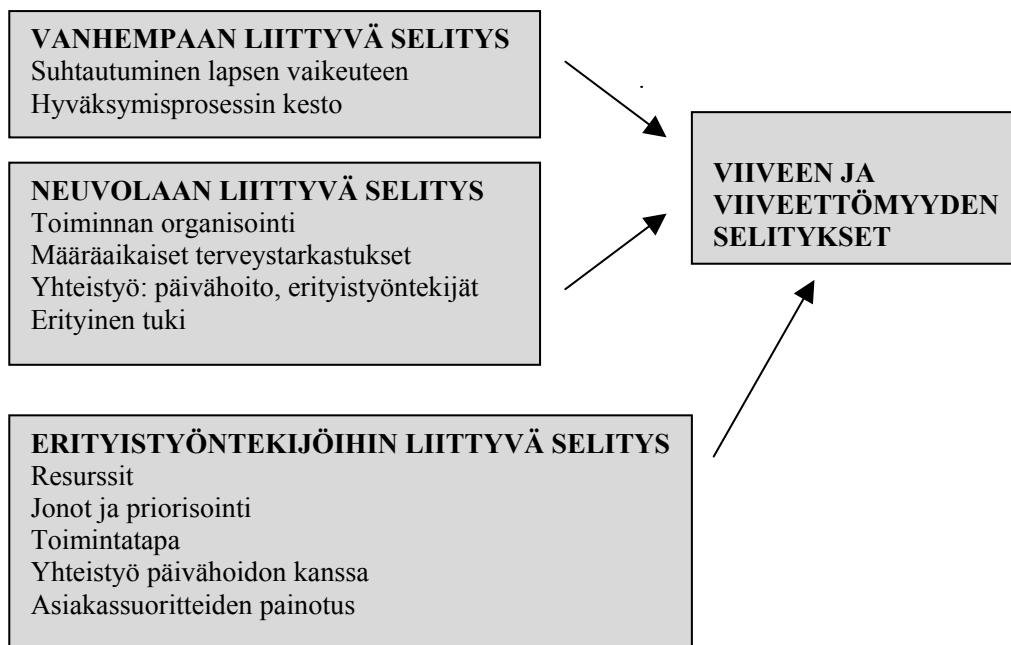 VANHEMPAAN LIITTYVÄ SELITYS
Suhtautuminen lapsen vaikeuteen
Hyväksymisprosessin kesto
NEUVOLAAN LIITTYVÄ SELITYS
Toiminnan organisointi
Määräaikaiset terveystarkastukset
Yhteistyö: päivähoito, erityistyöntekijät
Erityinen tuki
ERITYISTYÖNTEKIJÖIHIN LIITTYVÄ SELITYS
Resurssit
Jonot ja priorisointi
Toimintatapa
Yhteistyö päivähoidon kanssa
Asiakassuoritteiden painotus
VIIVEEN JA
VIIVEETTÖMYYDEN
SELITYKSET